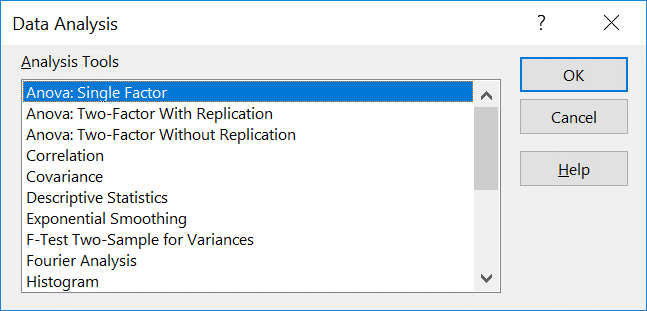 Data Analysis
?
Analysis Tools
Anova: Single Factor
Anova: Two-Factor With Replication
Anova: Two-Factor Without Replication
Correlation
Covariance
Descriptive Statistics
Exponential Smoothing
F-Test Two-Sample for Variances
Fourier Analysis
Histogram
OK
Cancel
Help